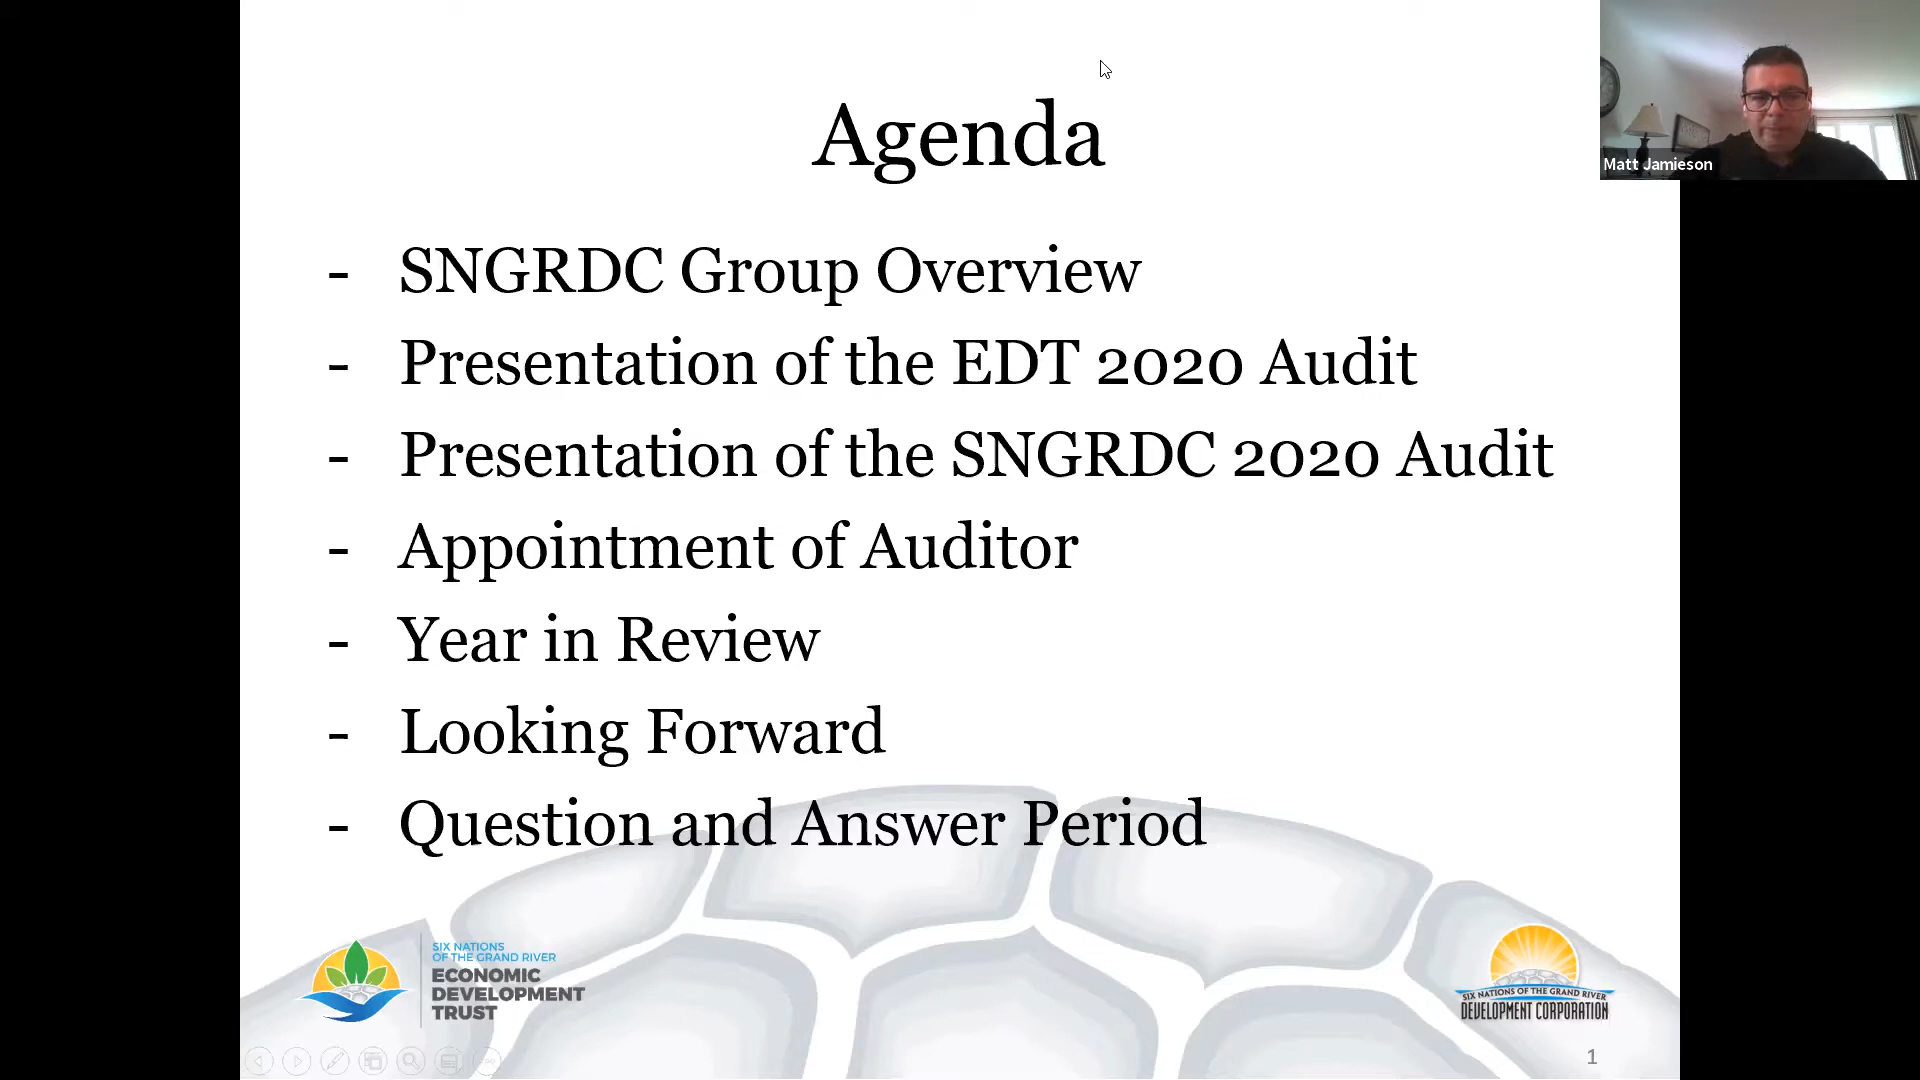 Agenda
Matt Jamieson
- SNGRDC Group Overview
- Presentation of the EDT 2020 Audit
- Presentation of the SNGRDC 2020 Audit
- Appointment of Auditor
- Year in Review
- Looking Forward
- Question and Answer Period
SIX NATIONS
OF THE GRAND RIVER
ECONOMIC
DEVELOPMENT
TRUST
SIX NATIONS OF THE GRAND RIVER
DEVELOPMENT CORPORATION
1